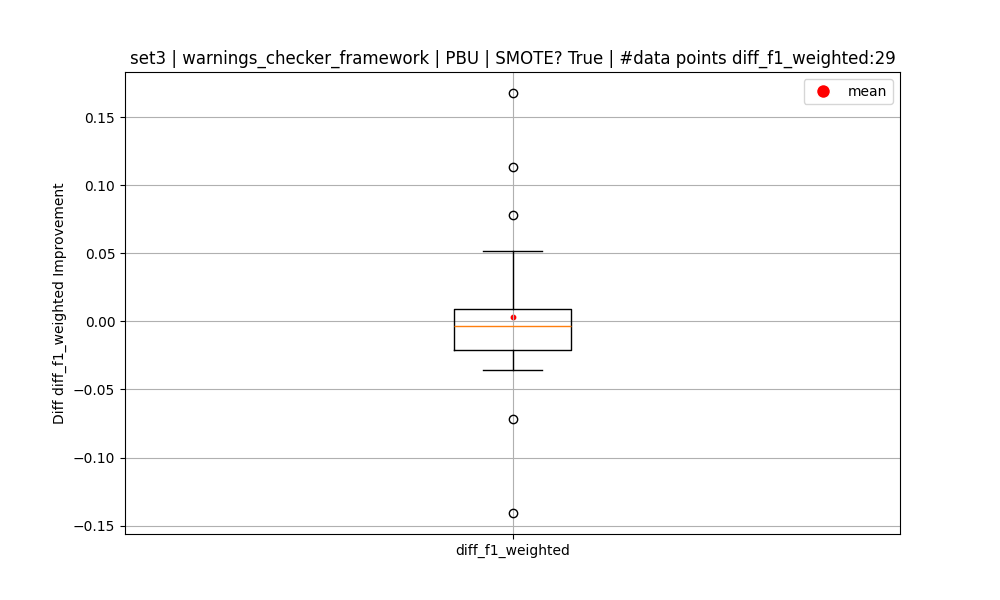 set3 | warnings_checker_framework | PBU | SMOTE? True | #data points diff_f1_weighted:29
mean
0.15
0.10
0.05
0.00
−0.05
−0.10
−0.15
Diff diff_f1_weighted Improvement
diff_f1_weighted